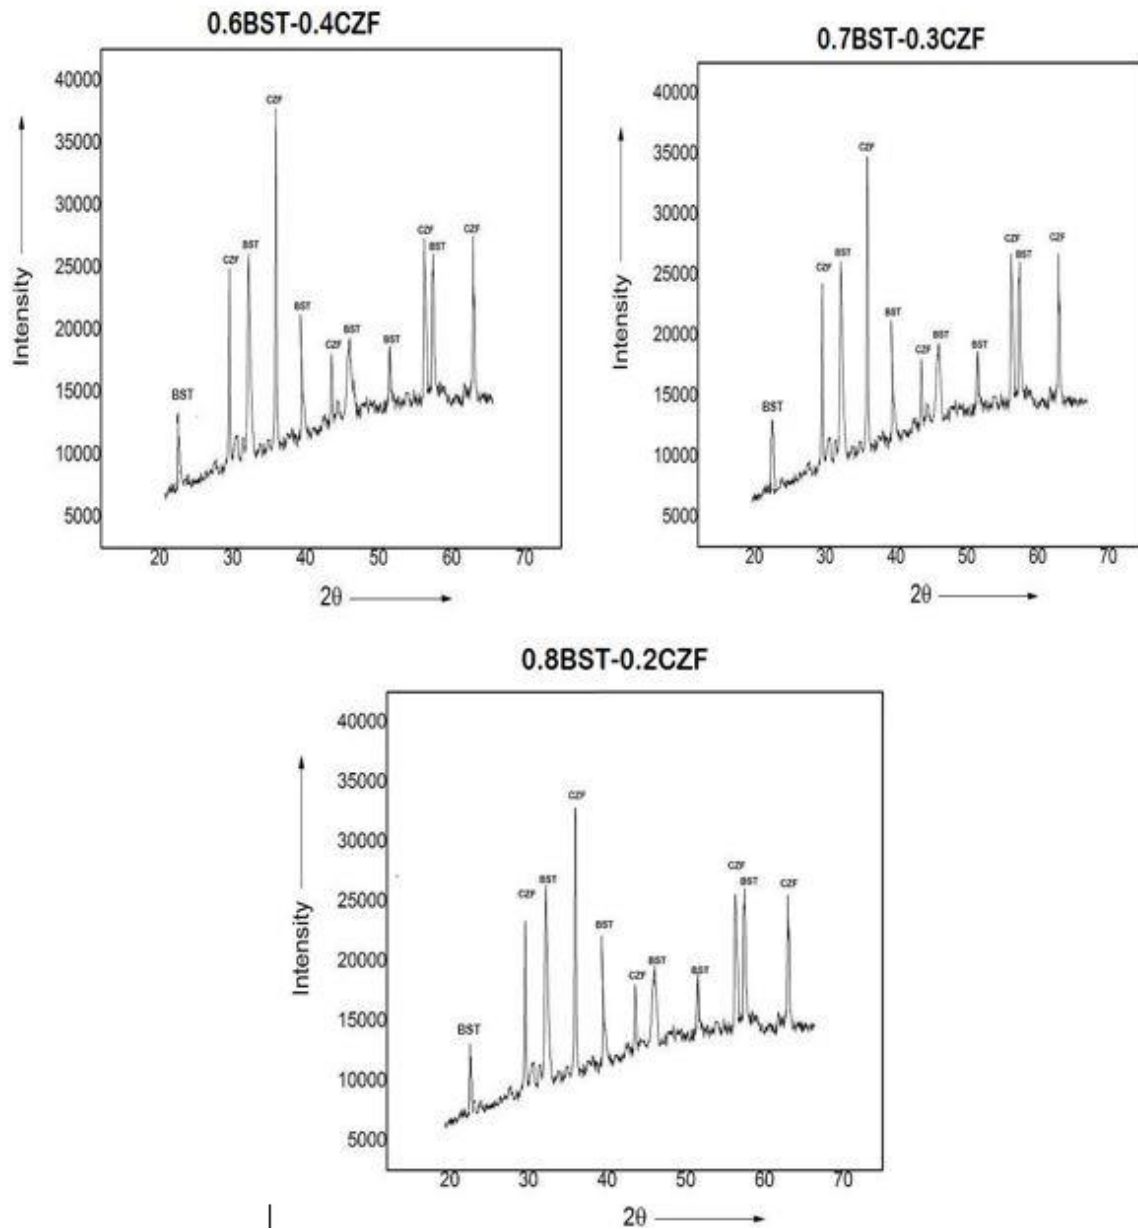 0.6BST-0.4CZF
40000
35000
30000
25000
20000
15000
10000
5000
Intensity
BST
CZF
BST
CZF
BST
CZF
BST
BST
CZF
BST
CZF
20 30 40 50 60 70
2θ
0.7BST-0.3CZF
40000
35000
30000
25000
20000
15000
10000
5000
Intensity
BST
CZF
BST
CZF
BST
CZF
BST
BST
CZF
BST
CZF
20 30 40 50 60 70
2θ
0.8BST-0.2CZF
40000
35000
30000
25000
20000
15000
10000
5000
Intensity
BST
CZF
BST
CZF
BST
CZF
BST
BST
CZF
BST
CZF
20 30 40 50 60 70
2θ